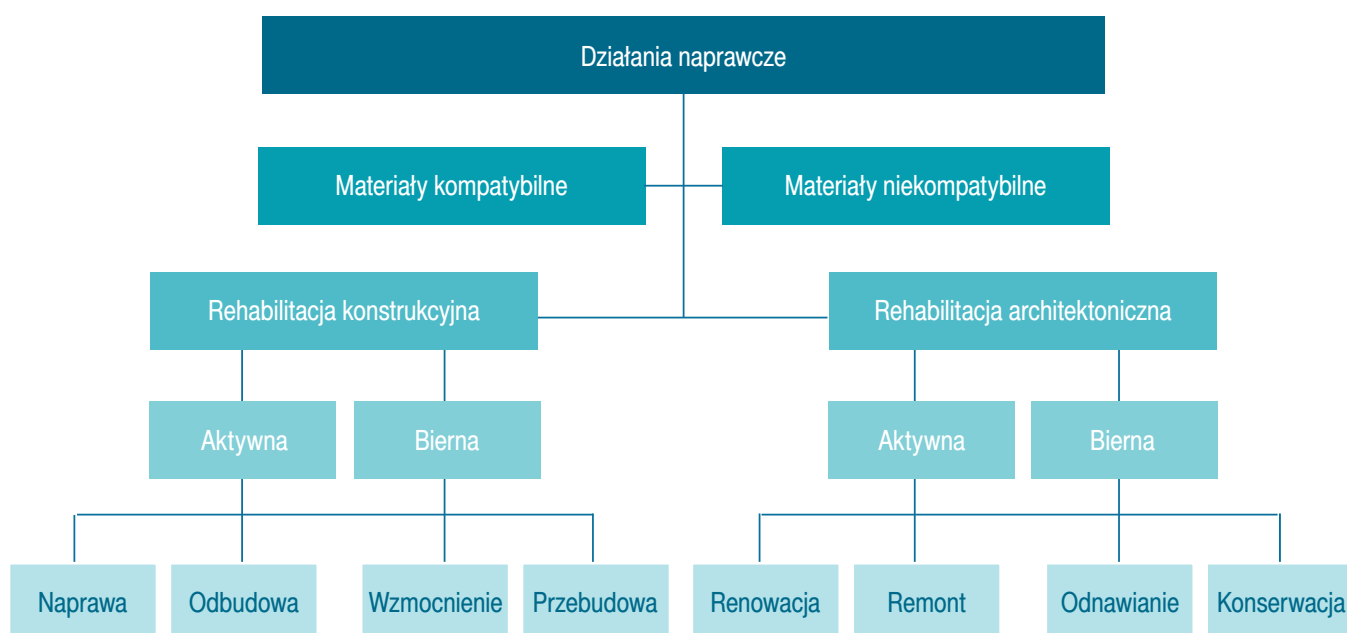 Działania naprawcze
Materiały kompatybilne
Materiały niekompatybilne
Rehabilitacja konstrukcyjna
Rehabilitacja architektoniczna
Aktywna
Bierna
Aktywna
Bierna
Naprawa
Odbudowa
Wzmocnienie
Przebudowa
Renowacja
Remont
Odnawianie
Konserwacja